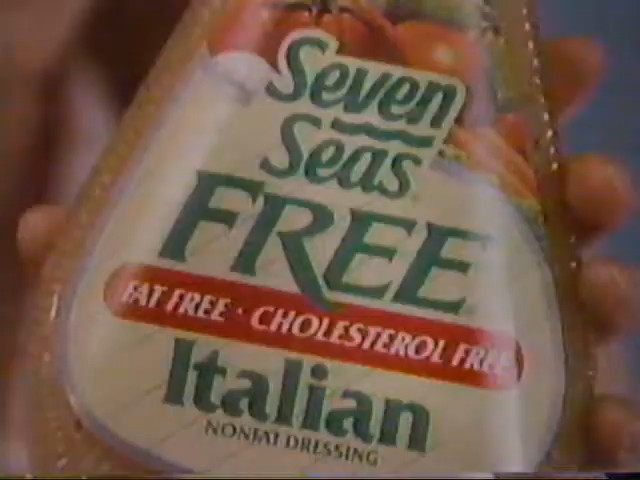 Seven
Seas
FREE
FAT FREE · CHOLESTEROL FREE
Italian
NONFAT DRESSING